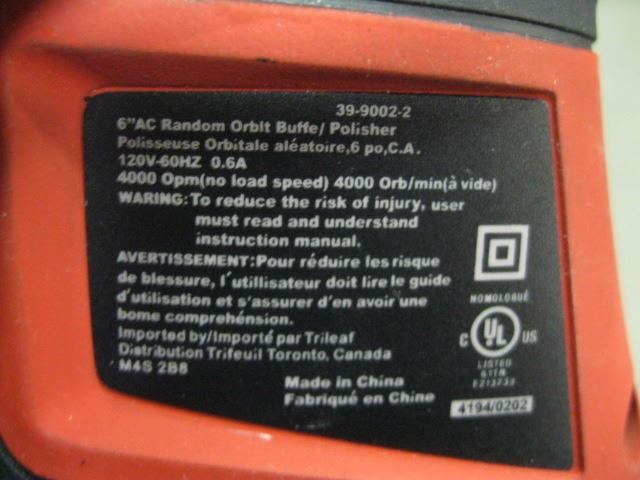 39-9002-2
6"AC Random Orbit Buffe/ Polisher
Polisseuse Orbitale aléatoire,6 po,C.A.
120V-60HZ 0.6A
4000 Opm(no load speed) 4000 Orb/min(à vide)
WARING:To reduce the risk of injury, user
must read and understand
instruction manual.
AVERTISSEMENT:Pour réduire les risque
de blessure, l'utilisateur doit lire le guide
d'utilisation et s'assurer d'en avoir une
bome comprehénsion.
Imported by/Importé par Trileaf
Distribution Trifeuil Toronto, Canada
M4S 2B8
Made in China
Fabriqué en Chine
HOMOLOGUÉ
C UL US
LISTED
61TN
E213233
4194/0202